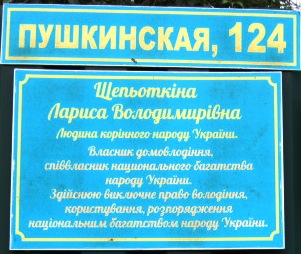 ПУШКИНСКАЯ, 124
Щепьоткіна
Лариса Володимирівна
Людина корінного народу України.
Власник домовлодіння,
співвласник національного багатства
народу України.
Здійснюю виключне право володіння,
користування, розпорядження
національним багатством народу України.